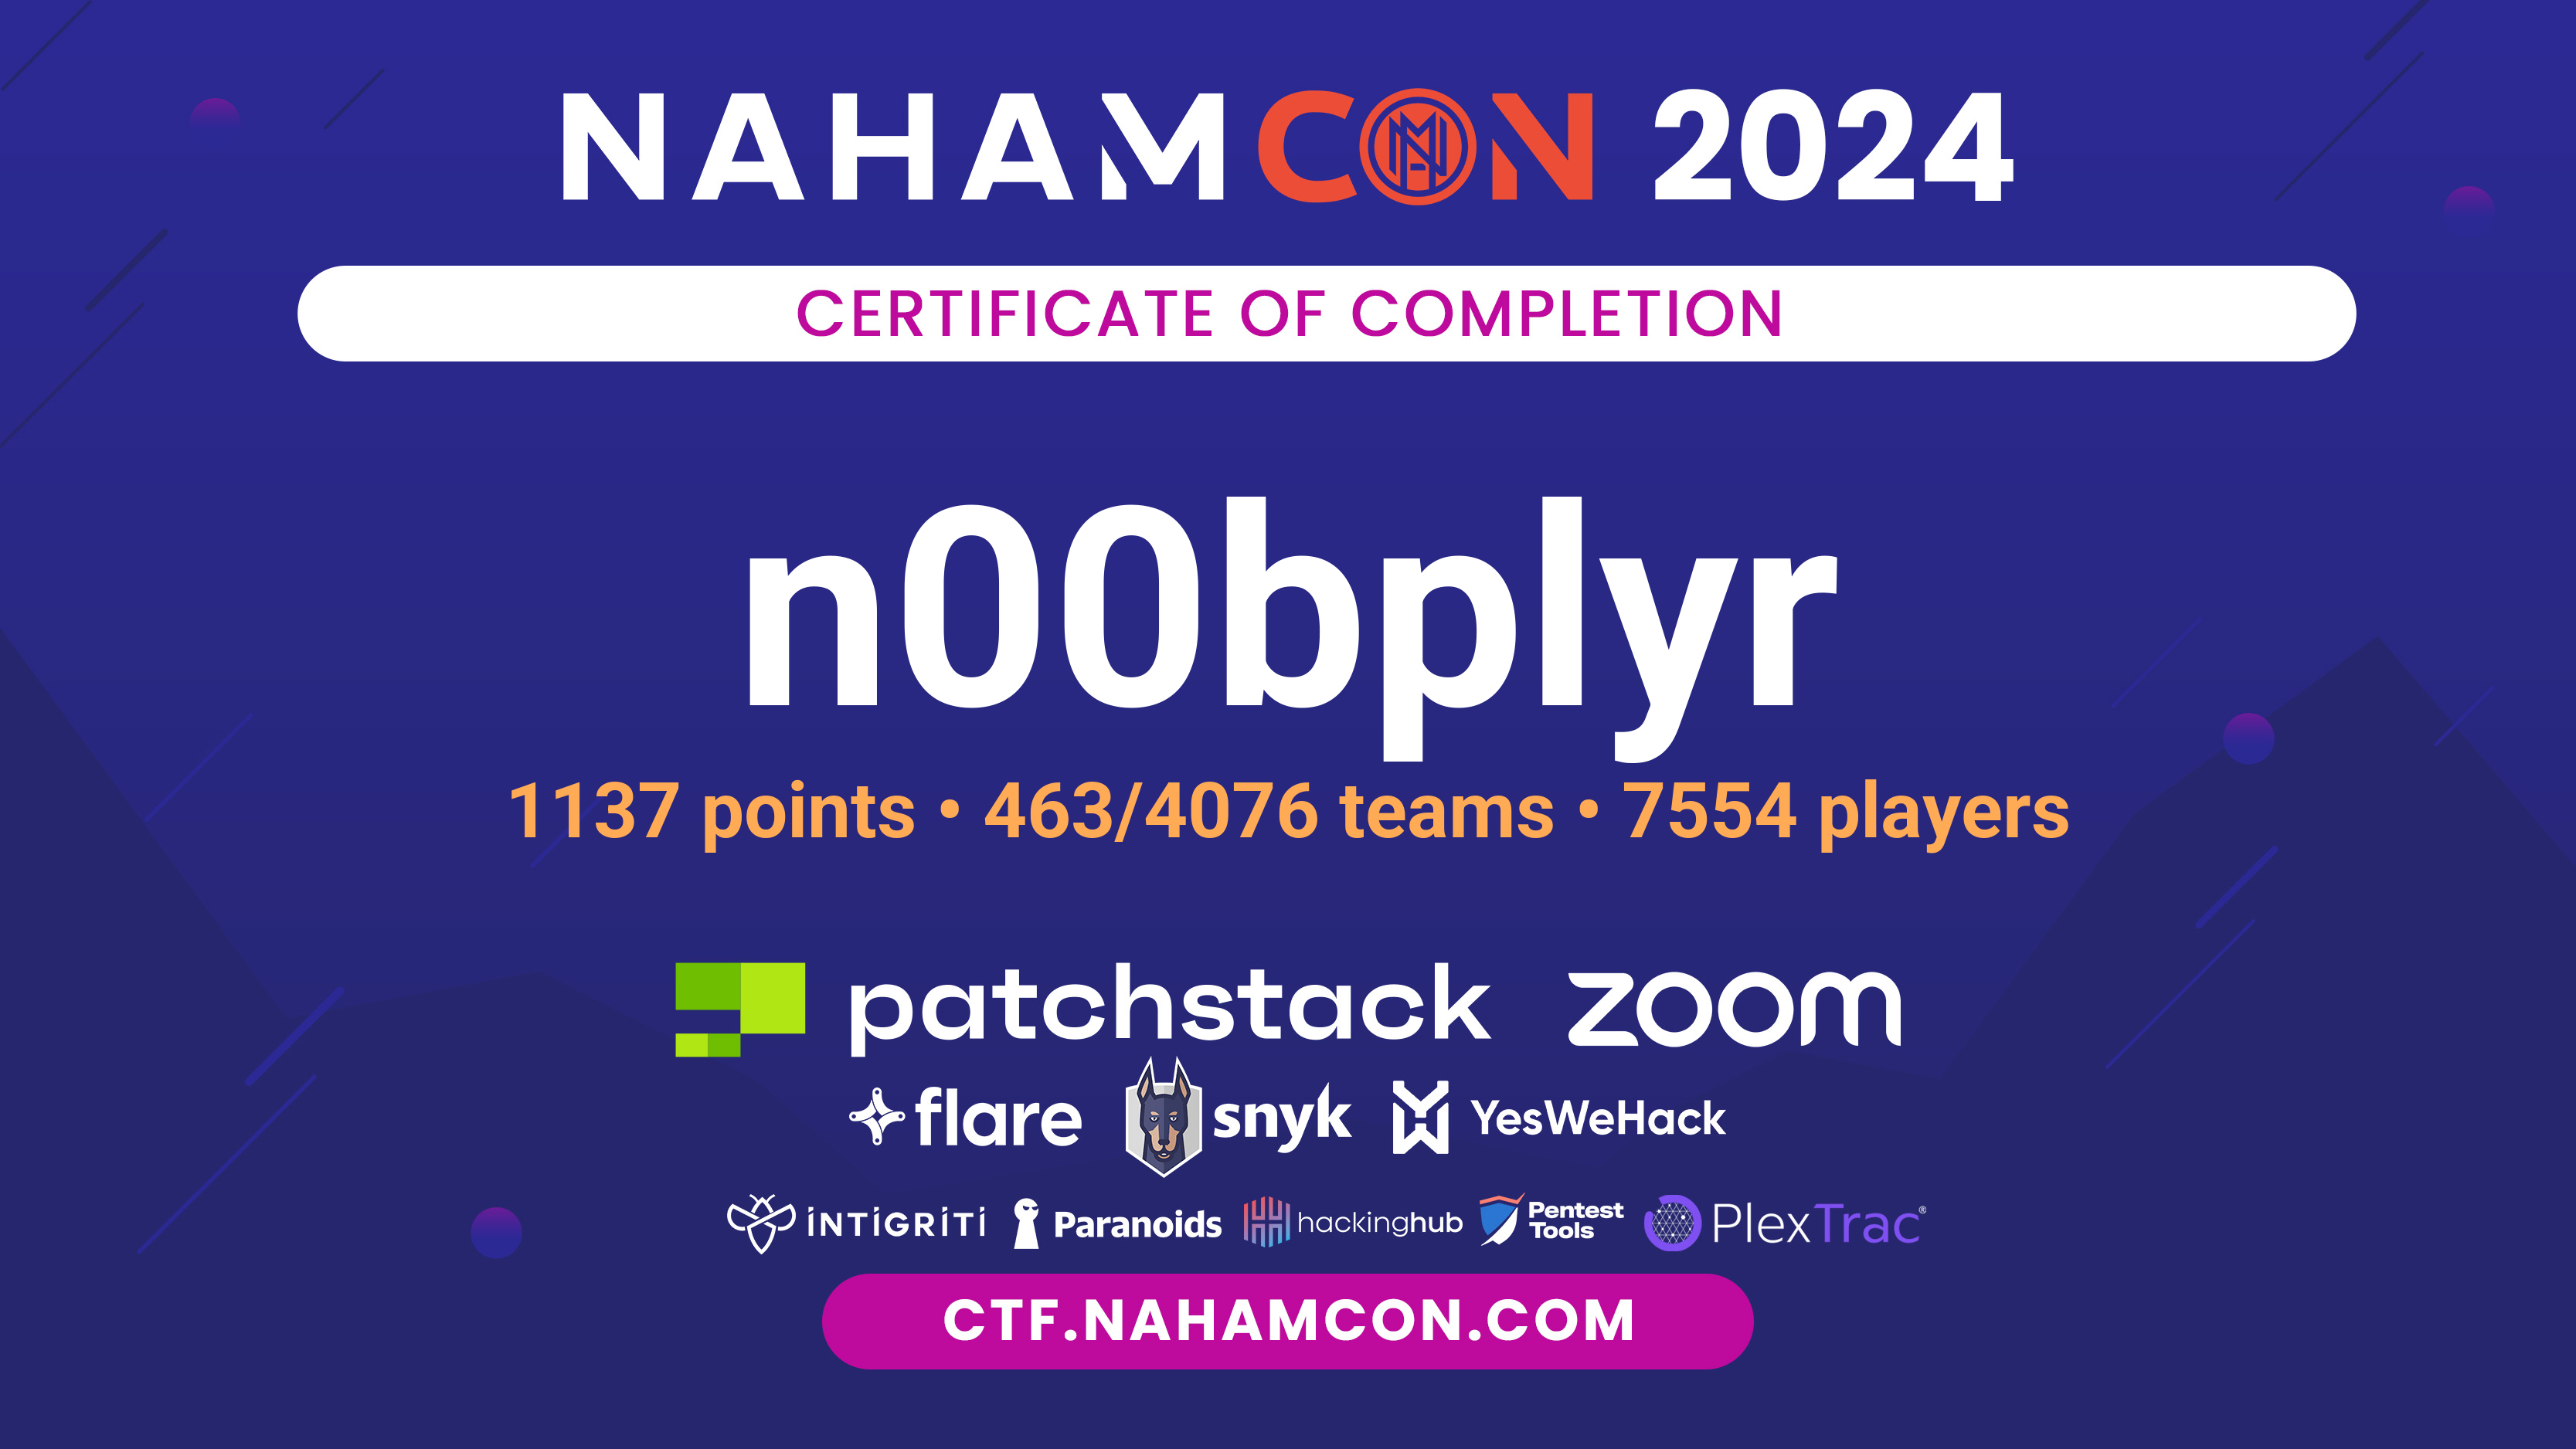 NAHAMCON 2024
CERTIFICATE OF COMPLETION
n00bplyr
1137 points • 463/4076 teams • 7554 players
patchstack zoom
flare snyk YesWeHack
INTIGRITI Paranoids hackinghub Pentest Tools PlexTrac®
CTF.NAHAMCON.COM